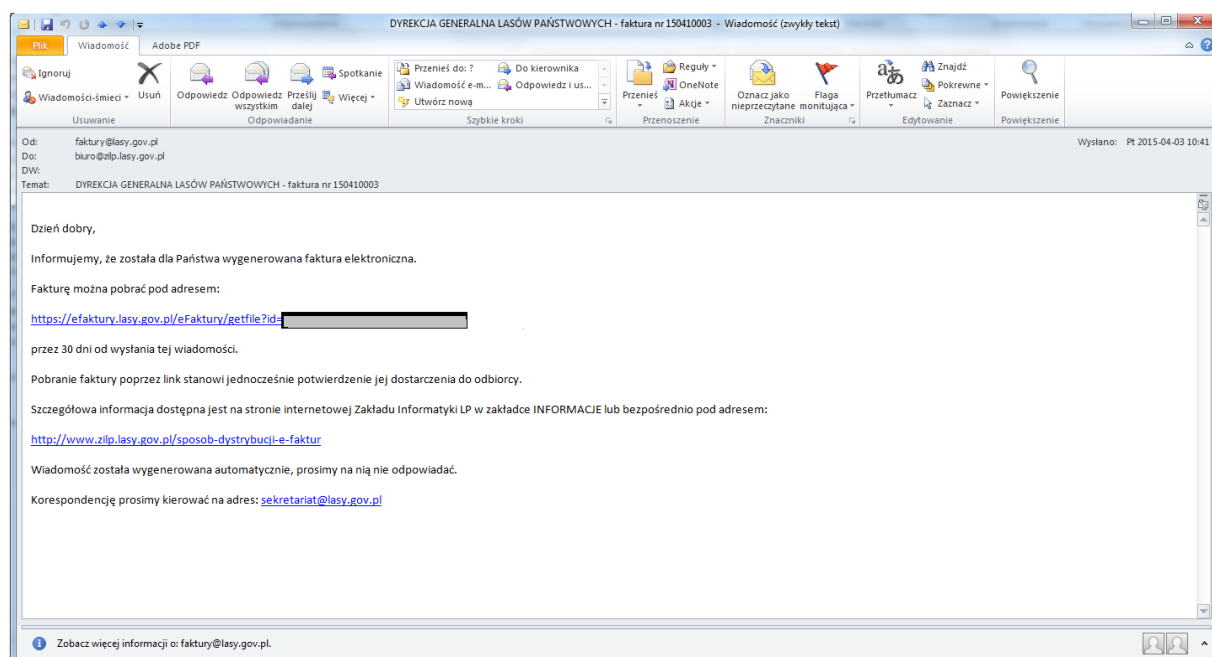 DYREKCJA GENERALNA LASÓW PAŃSTWOWYCH - faktura nr 150410003 - Wiadomość (zwykły tekst)
Plik Wiadomość Adobe PDF
Ignoruj
Wiadomości-śmieci
Usuń
Usuwanie
Odpowiedz
Odpowiedz wszystkim
Prześlij dalej
Spotkanie
Więcej
Odpowiadanie
Przenieś do: ?
Do kierownika
Wiadomość e-m...
Odpowiedz i us...
Utwórz nową
Szybkie kroki
Przenieś
Reguły
OneNote
Akcje
Przenoszenie
Oznacz jako nieprzeczytane
Flaga monitująca
Znaczniki
Przetłumacz
Znajdź
Pokrewne
Zaznacz
Edytowanie
Powiększenie
Powiększenie
Od: faktury@lasy.gov.pl
Wysłano: Pt 2015-04-03 10:41
Do: biuro@zilp.lasy.gov.pl
DW:
Temat: DYREKCJA GENERALNA LASÓW PAŃSTWOWYCH - faktura nr 150410003
Dzień dobry,
Informujemy, że została dla Państwa wygenerowana faktura elektroniczna.
Fakturę można pobrać pod adresem:
https://efaktury.lasy.gov.pl/eFaktury/getfile?id=
przez 30 dni od wysłania tej wiadomości.
Pobranie faktury poprzez link stanowi jednocześnie potwierdzenie jej dostarczenia do odbiorcy.
Szczegółowa informacja dostępna jest na stronie internetowej Zakładu Informatyki LP w zakładce INFORMACJE lub bezpośrednio pod adresem:
http://www.zilp.lasy.gov.pl/sposob-dystrybucji-e-faktur
Wiadomość została wygenerowana automatycznie, prosimy na nią nie odpowiadać.
Korespondencję prosimy kierować na adres: sekretariat@lasy.gov.pl
Zobacz więcej informacji o: faktury@lasy.gov.pl.